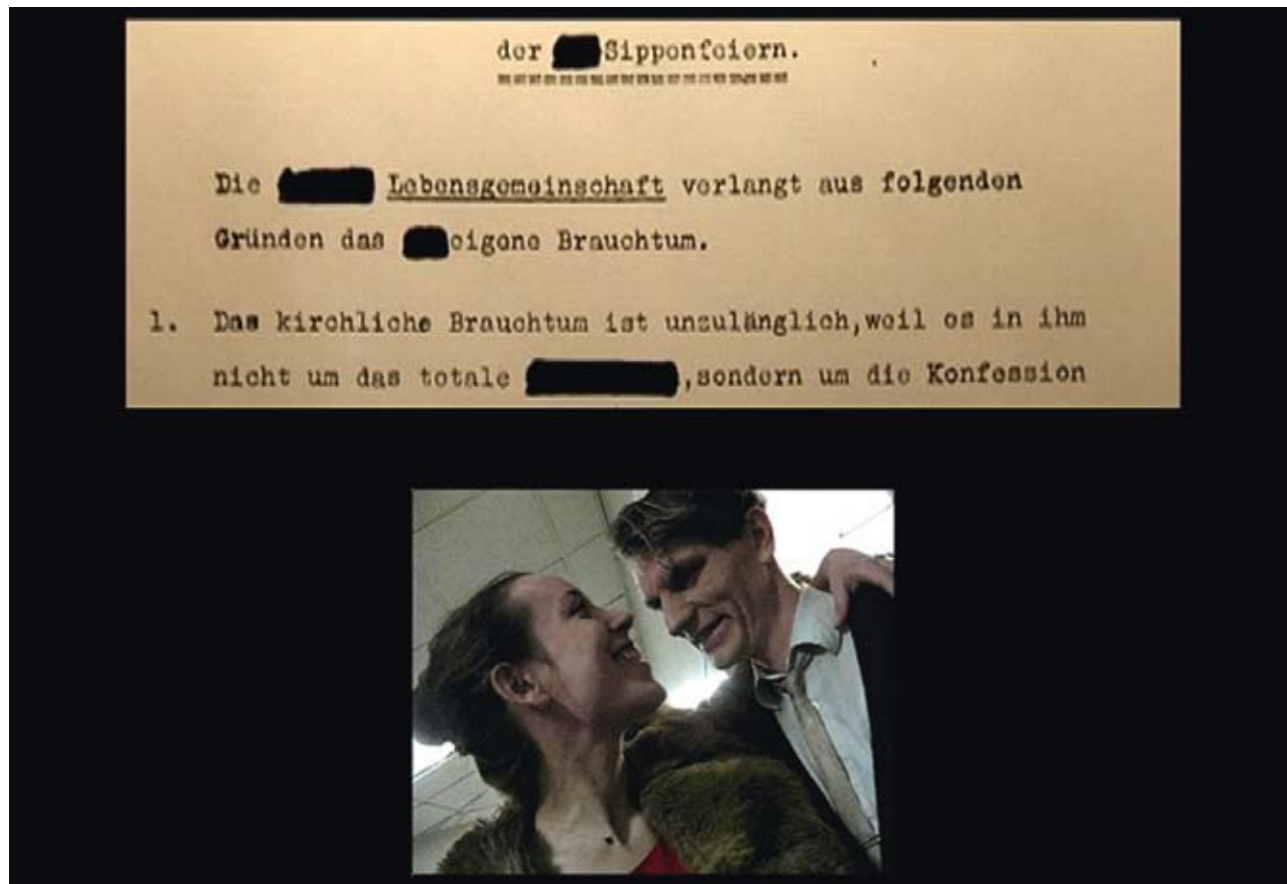 der Sippenfeiern.
Die Lebensgemeinschaft verlangt aus folgenden
Gründen das eigene Brauchtum.
1. Das kirchliche Brauchtum ist unzulänglich,weil es in ihm
nicht um das totale ,sondern um die Konfession